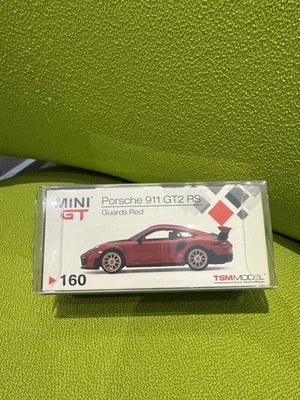 MINI
GT
Porsche 911 GT2 RS
Guards Red
160
TSMMODEL